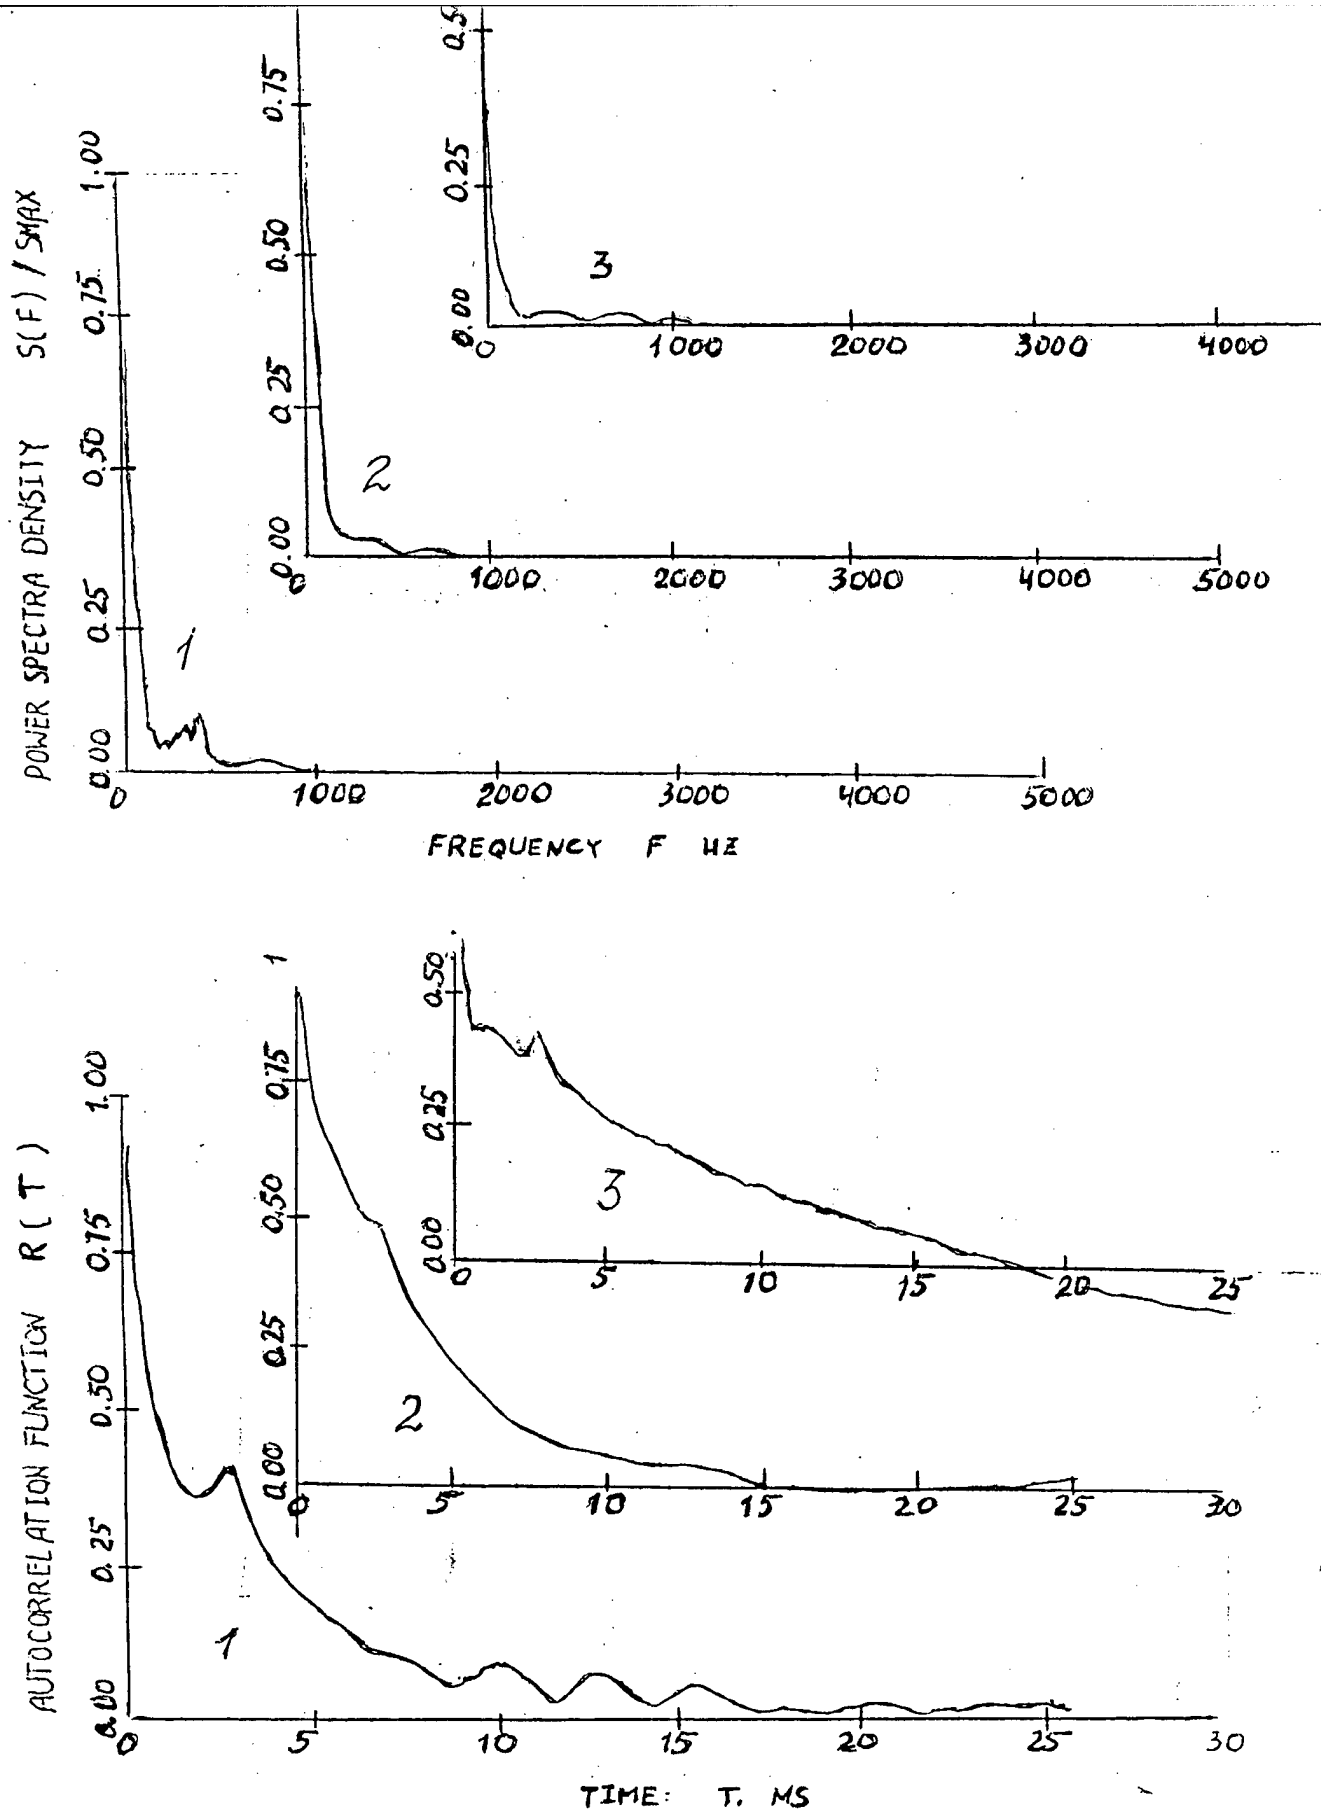 POWER SPECTRA DENSITY S(F) / SMAX
0.00 0.25 0.50 0.75 1.00
0 1000 2000 3000 4000 5000
1
0.00 0.25 0.50 0.75
0 1000 2000 3000 4000 5000
2
0.00 0.25 0.5
0 1000 2000 3000 4000
3
FREQUENCY F HZ
AUTOCORRELATION FUNCTION R(T)
0.00 0.25 0.50 0.75 1.00
0 5 10 15 20 25 30
1
0.00 0.25 0.50 0.75 1
0 5 10 15 20 25 30
2
0.00 0.25 0.50
0 5 10 15 20 25
3
TIME: T. MS